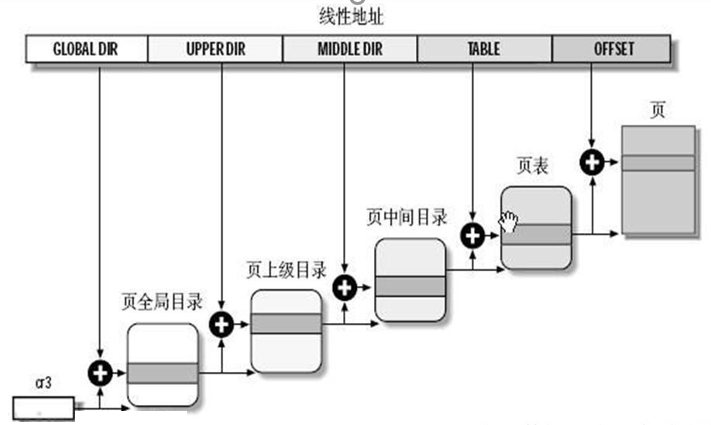 线性地址
GLOBAL DIR
UPPER DIR
MIDDLE DIR
TABLE
OFFSET
页
页表
页中间目录
页上级目录
页全局目录
cr3